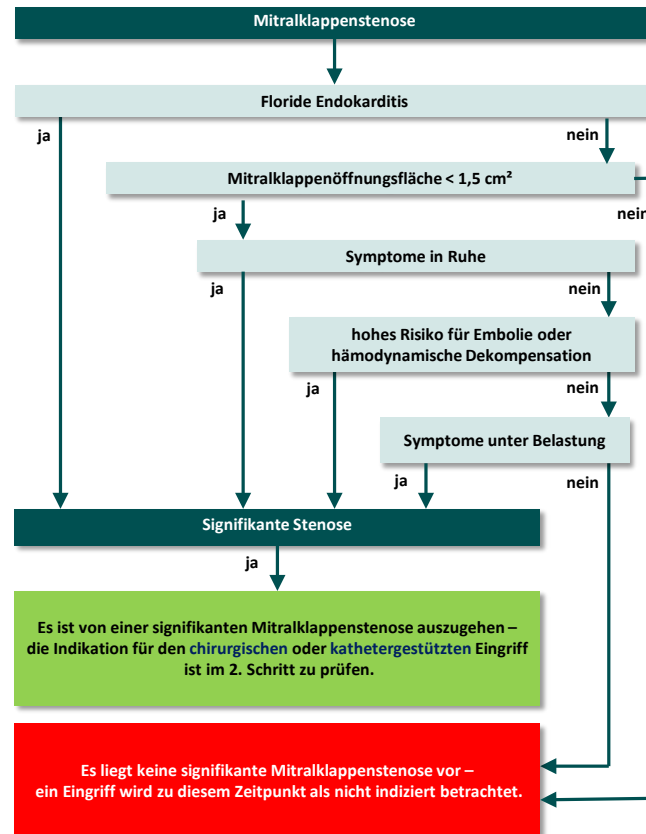 Mitralklappenstenose
Floride Endokarditis
ja
nein
Mitralklappenöffnungsfläche < 1,5 cm²
ja
nein
Symptome in Ruhe
ja
nein
hohes Risiko für Embolie oder
hämodynamische Dekompensation
ja
nein
Symptome unter Belastung
ja
nein
Signifikante Stenose
ja
Es ist von einer signifikanten Mitralklappenstenose auszugehen –
die Indikation für den chirurgischen oder kathetergestützten Eingriff
ist im 2. Schritt zu prüfen.
Es liegt keine signifikante Mitralklappenstenose vor –
ein Eingriff wird zu diesem Zeitpunkt als nicht indiziert betrachtet.